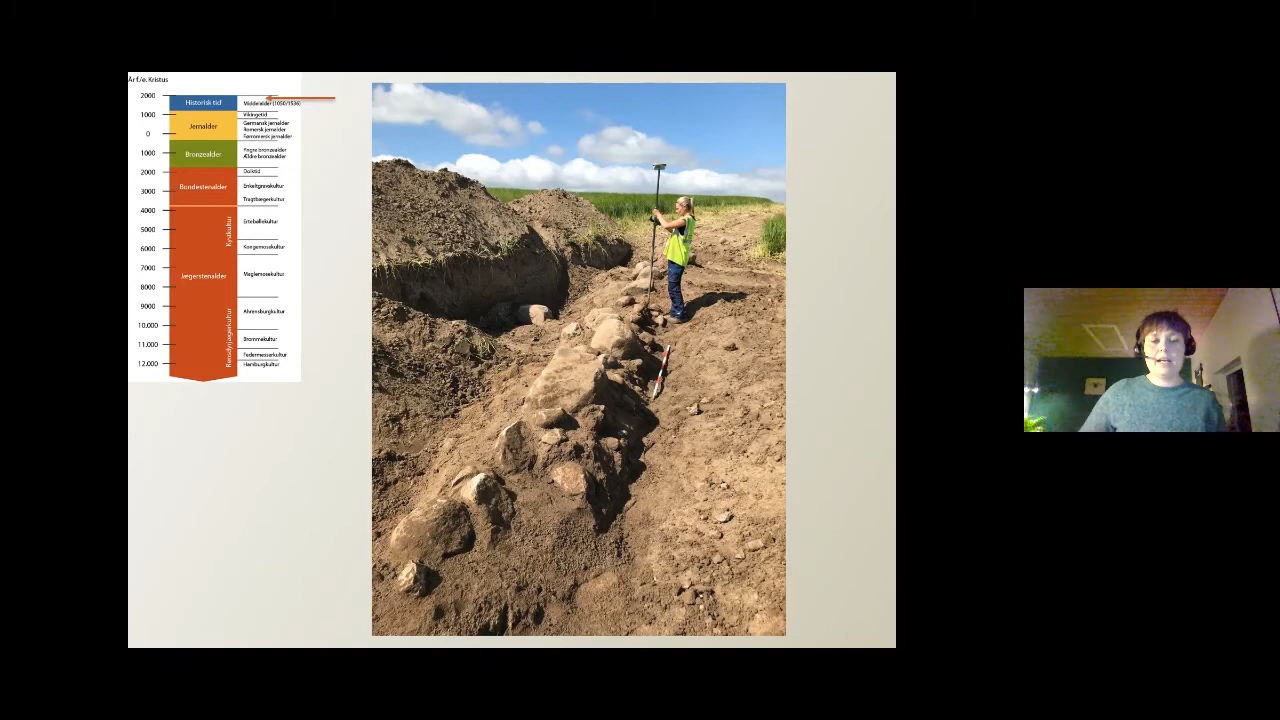 År f./e. Kristus
2000
1000
0
1000
2000
3000
4000
5000
6000
7000
8000
9000
10.000
11.000
12.000
Historisk tid
Jernalder
Bronzealder
Bondestenalder
Jægerstenalder
Kystkultur
Rensdyrjægerkultur
Middelalder (1050/1536)
Vikingetid
Germansk jernalder
Romersk jernalder
Førromersk jernalder
Yngre bronzealder
Ældre bronzealder
Dolktid
Enkeltgravskultur
Tragtbægerkultur
Ertebøllekultur
Kongemosekultur
Maglemosekultur
Ahrensburgkultur
Brommekultur
Federmesserkultur
Hamburgkultur